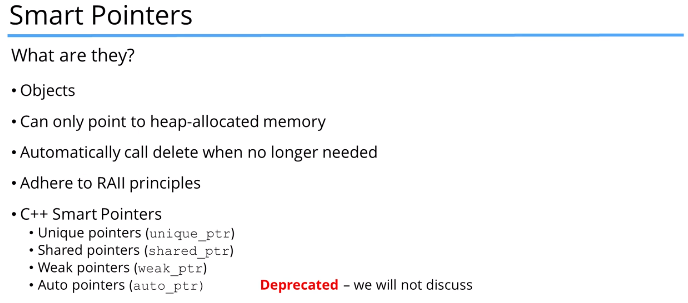 Smart Pointers
What are they?
• Objects
• Can only point to heap-allocated memory
• Automatically call delete when no longer needed
• Adhere to RAII principles
• C++ Smart Pointers
• Unique pointers (unique_ptr)
• Shared pointers (shared_ptr)
• Weak pointers (weak_ptr)
• Auto pointers (auto_ptr) Deprecated – we will not discuss